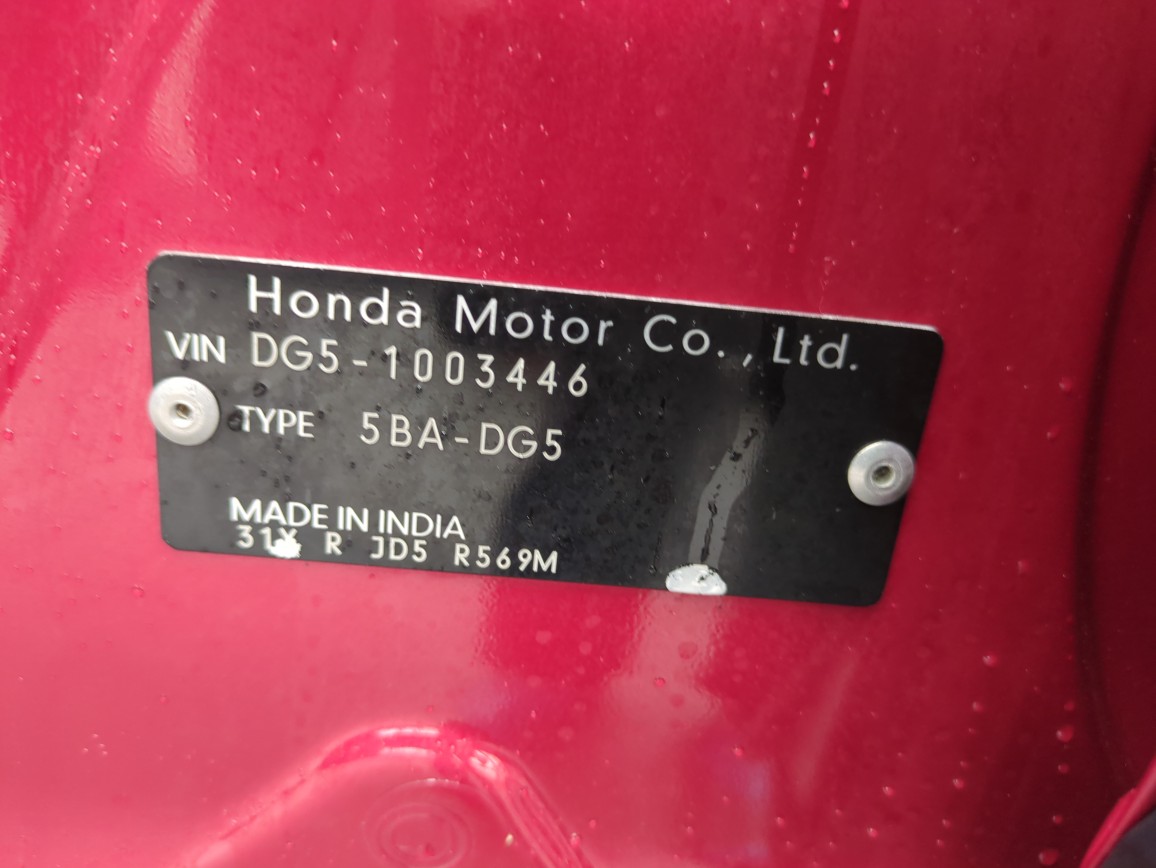 Honda Motor Co., Ltd.
VIN DG5-1003446
TYPE 5BA-DG5
MADE IN INDIA
R JD5 R569M